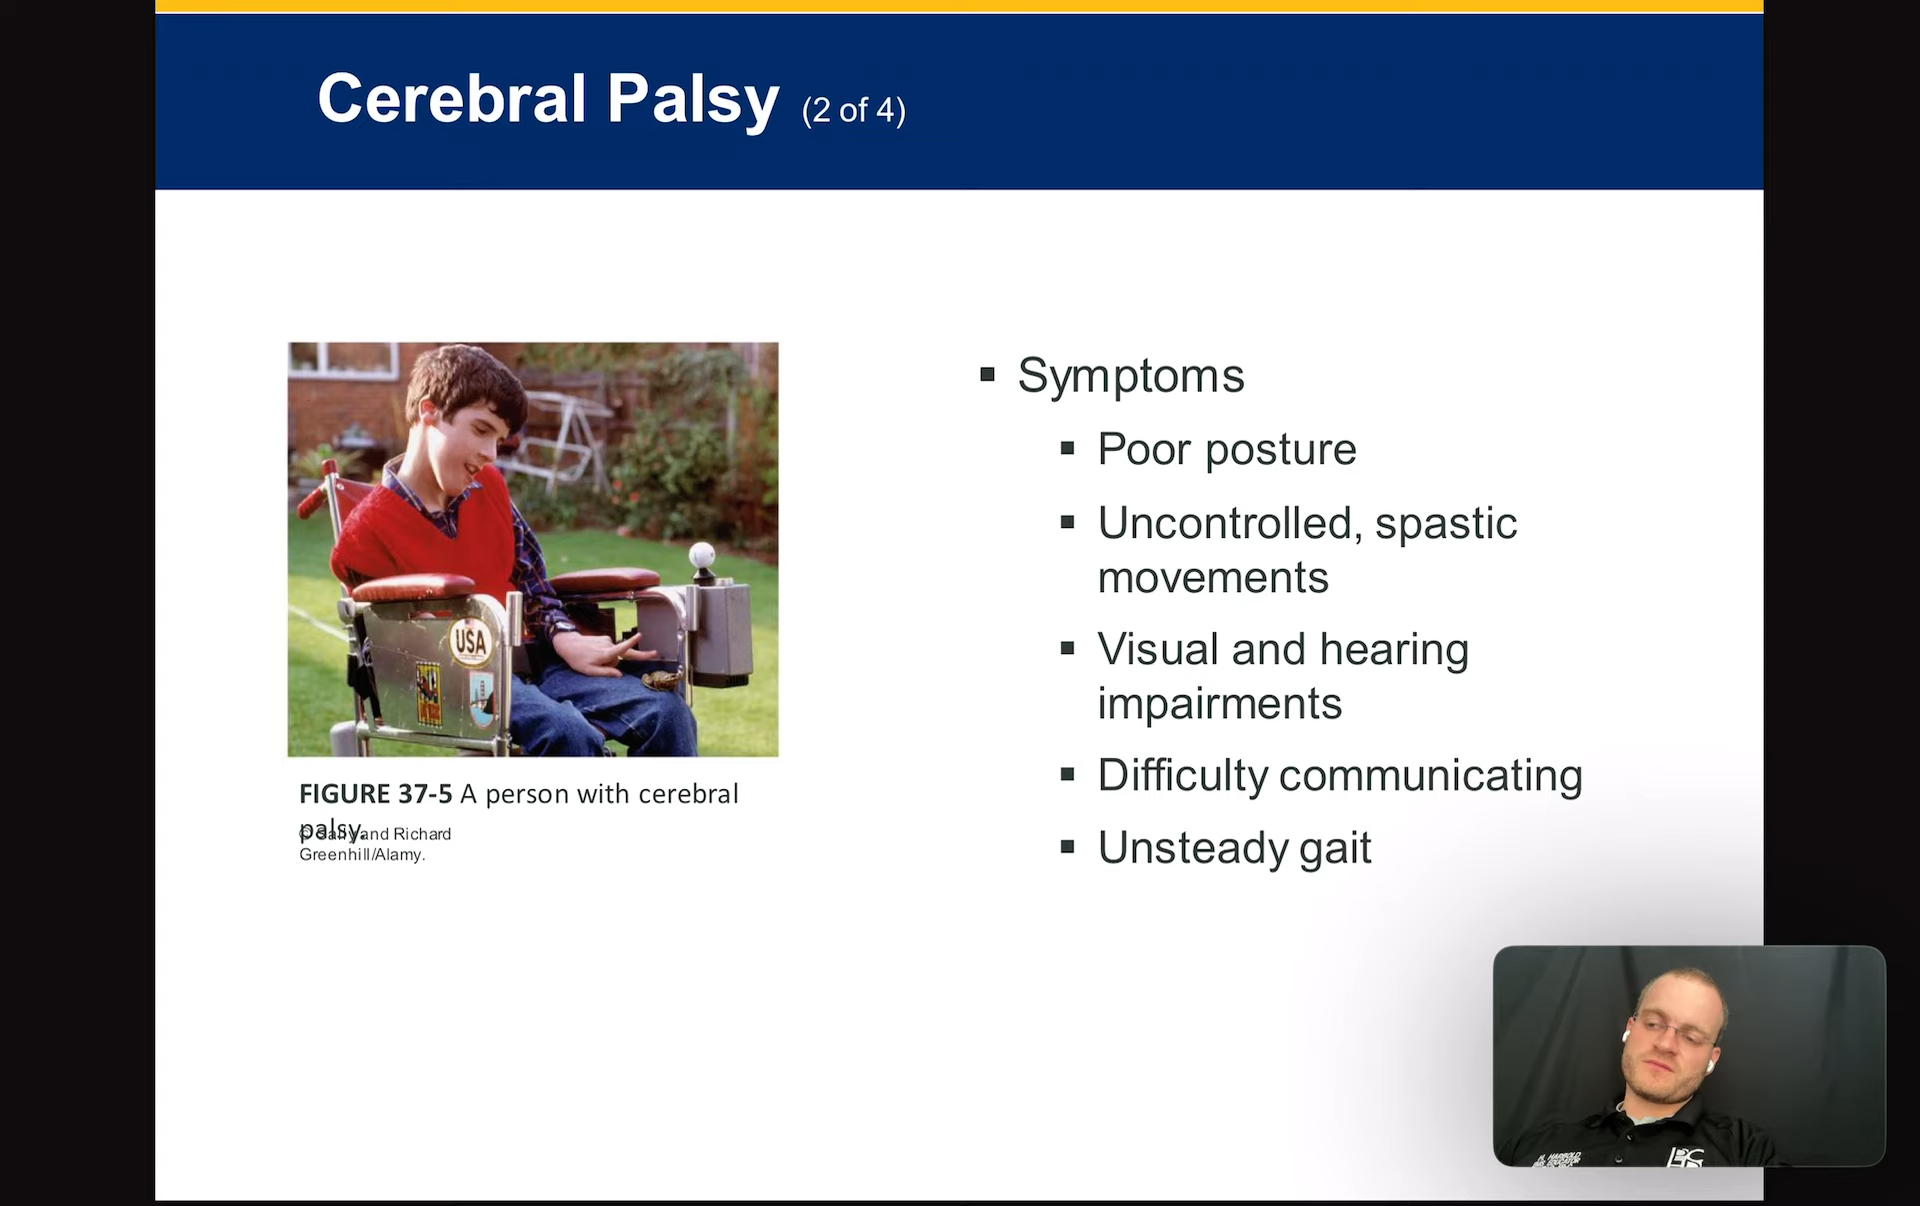 Cerebral Palsy (2 of 4)
▪ Symptoms
▪ Poor posture
▪ Uncontrolled, spastic
movements
▪ Visual and hearing
impairments
▪ Difficulty communicating
▪ Unsteady gait
USA
FIGURE 37-5 A person with cerebral
palsy.
© Sally and Richard
Greenhill/Alamy.